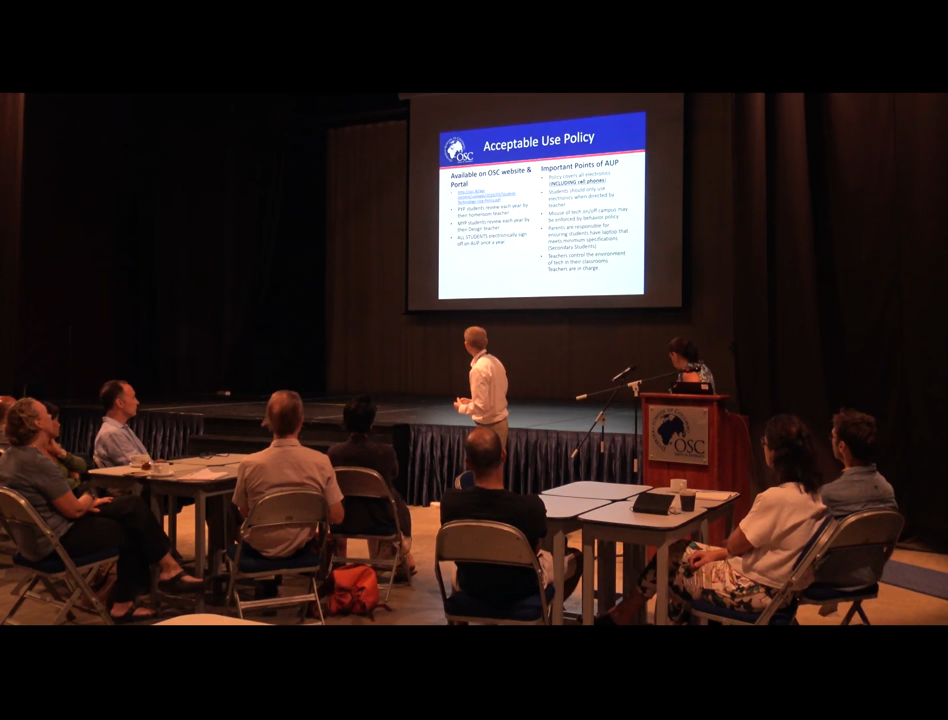 OSC
Acceptable Use Policy
Available on OSC website &
Portal
PYP students review each year by
their homeroom teacher
MYP students review each year by
their Design teacher
ALL STUDENTS electronically sign
off on AUP once a year
Important Points of AUP
Policy covers all electronics
(INCLUDING cell phones)
Students should only use
electronics when directed by
teacher
Misuse of tech on/off campus may
be enforced by behavior policy
Parents are responsible for
ensuring students have laptop that
meets minimum specifications
(Secondary Students)
Teachers control the environment
of tech in their classrooms.
Teachers are in charge.
OSC